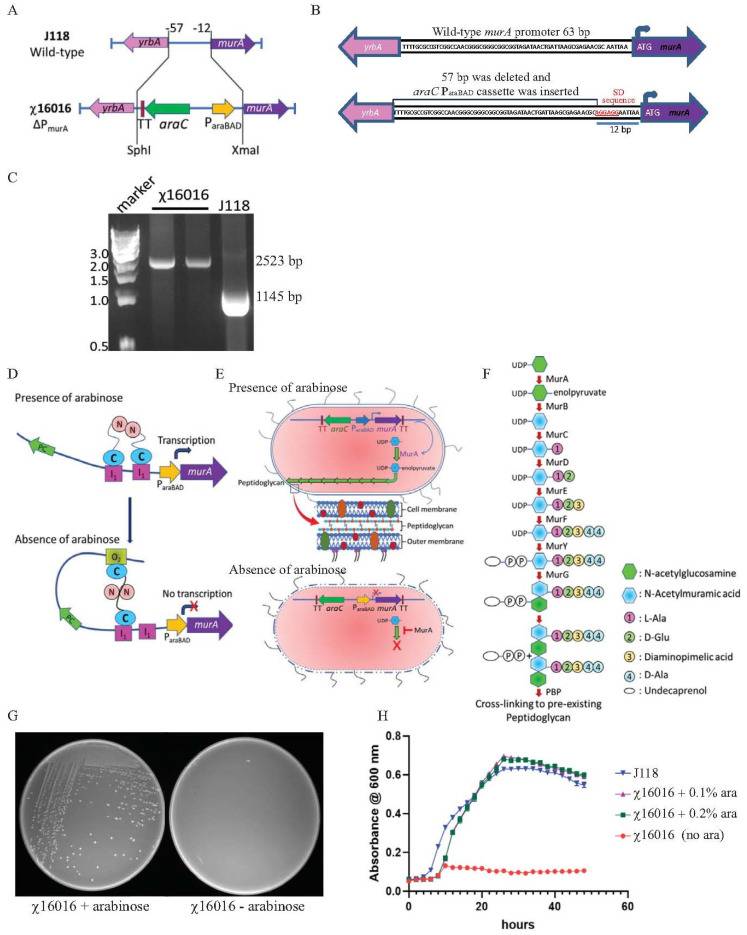 A
J118
Wild-type
-57
-12
yrbA
murA
χ16016
ΔPmurA
yrbA
murA
TT
araC
ParaBAD
SphI
XmaI
B
Wild-type murA promoter 63 bp
yrbA
ATG
murA
57 bp was deleted and
araC ParaBAD cassette was inserted
SD
sequence
yrbA
ATG
murA
12 bp
C
marker
χ16016
J118
3.0
2.0
1.5
1.0
0.5
2523 bp
1145 bp
D
Presence of arabinose
N
N
C
C
Transcription
PC
I1
I2
ParaBAD
murA
Absence of arabinose
O2
C
N
N
C
No transcription
PC
I1
I1
ParaBAD
murA
E
Presence of arabinose
TT araC ParaBAD murA TT
UDP
MurA
UDP
enolpyruvate
Peptidoglycan
Cell membrane
Peptidoglycan
Outer membrane
Absence of arabinose
TT araC ParaBAD murA TT
UDP
MurA
F
UDP
MurA
UDP
enolpyruvate
MurB
UDP
MurC
UDP
1
MurD
UDP
1 2
MurE
UDP
1 2 3
MurF
UDP
1 2 3 4 4
MurY
P P
1 2 3 4 4
MurG
P P
1 2 3 4 4
1 2 3 4 4
P P +
1 2 3 4 4
PBP
Cross-linking to pre-existing
Peptidoglycan
: N-acetylglucosamine
: N-Acetylmuramic acid
1 : L-Ala
2 : D-Glu
3 : Diaminopimelic acid
4 : D-Ala
: Undecaprenol
G
χ16016 + arabinose
χ16016 - arabinose
H
Absorbance @ 600 nm
0.8
0.6
0.4
0.2
0.0
0
20
40
60
hours
J118
χ16016 + 0.1% ara
χ16016 + 0.2% ara
χ16016 (no ara)